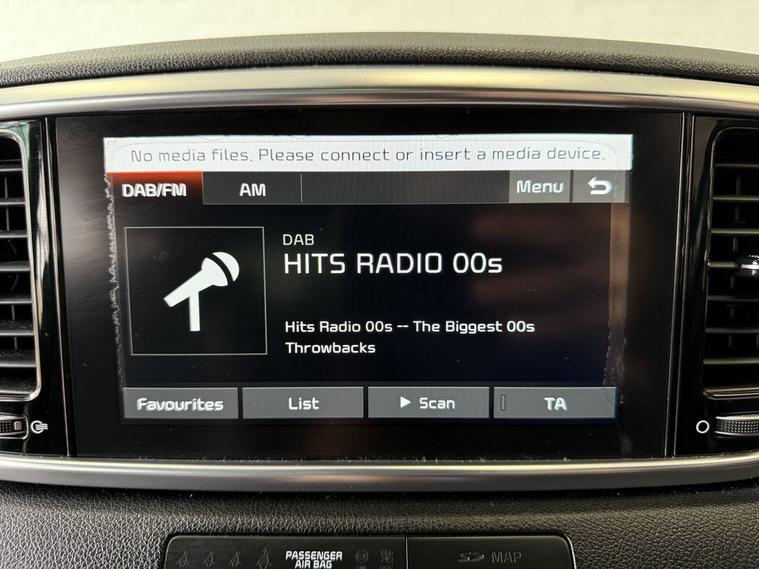 No media files. Please connect or insert a media device.
DAB/FM
AM
Menu
DAB
HITS RADIO 00s
Hits Radio 00s -- The Biggest 00s
Throwbacks
Favourites
List
Scan
TA
PASSENGER
AIR BAG
SD MAP